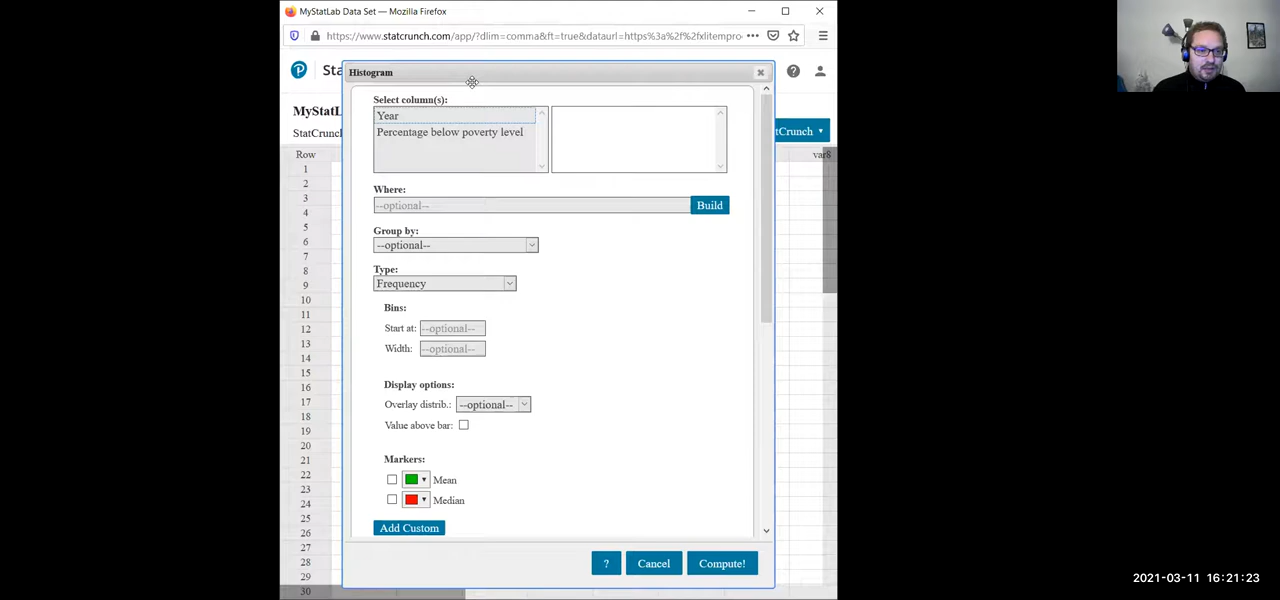 MyStatLab Data Set — Mozilla Firefox
https://www.statcrunch.com/app/?dlim=comma&ft=true&dataurl=https%3a%2f%2fxlitempro
Sta
Histogram
Select column(s):
Year
Percentage below poverty level
MyStatL
StatCrunch
tCrunch
Row
var8
Where:
--optional--
Build
Group by:
--optional--
Type:
Frequency
Bins:
Start at: --optional--
Width: --optional--
Display options:
Overlay distrib.: --optional--
Value above bar:
Markers:
Mean
Median
Add Custom
? Cancel Compute!
1
2
3
4
5
6
7
8
9
10
11
12
13
14
15
16
17
18
19
20
21
22
23
24
25
26
27
28
29
30
2021-03-11 16:21:23